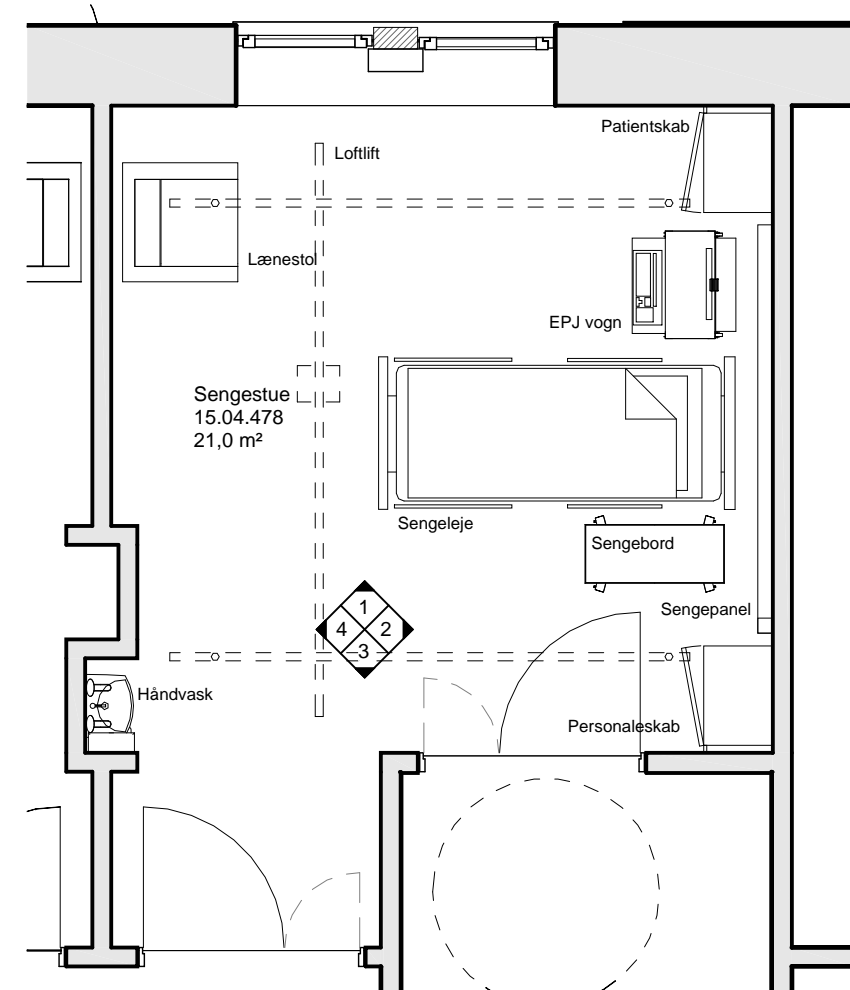 Patientskab
Loftlift
Lænestol
EPJ vogn
Sengestue
15.04.478
21,0 m²
Sengeleje
Sengebord
Sengepanel
1
4 2
3
Håndvask
Personaleskab